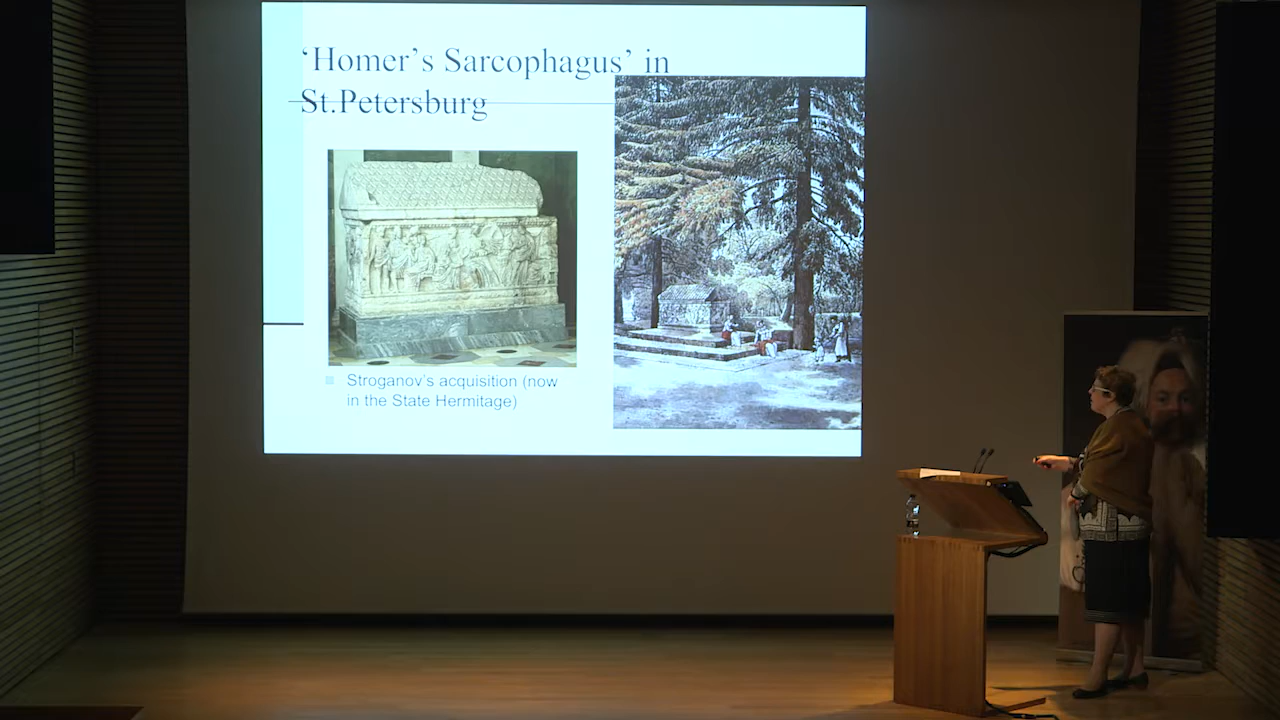 ‘Homer’s Sarcophagus’ in
St.Petersburg
Stroganov’s acquisition (now
in the State Hermitage)